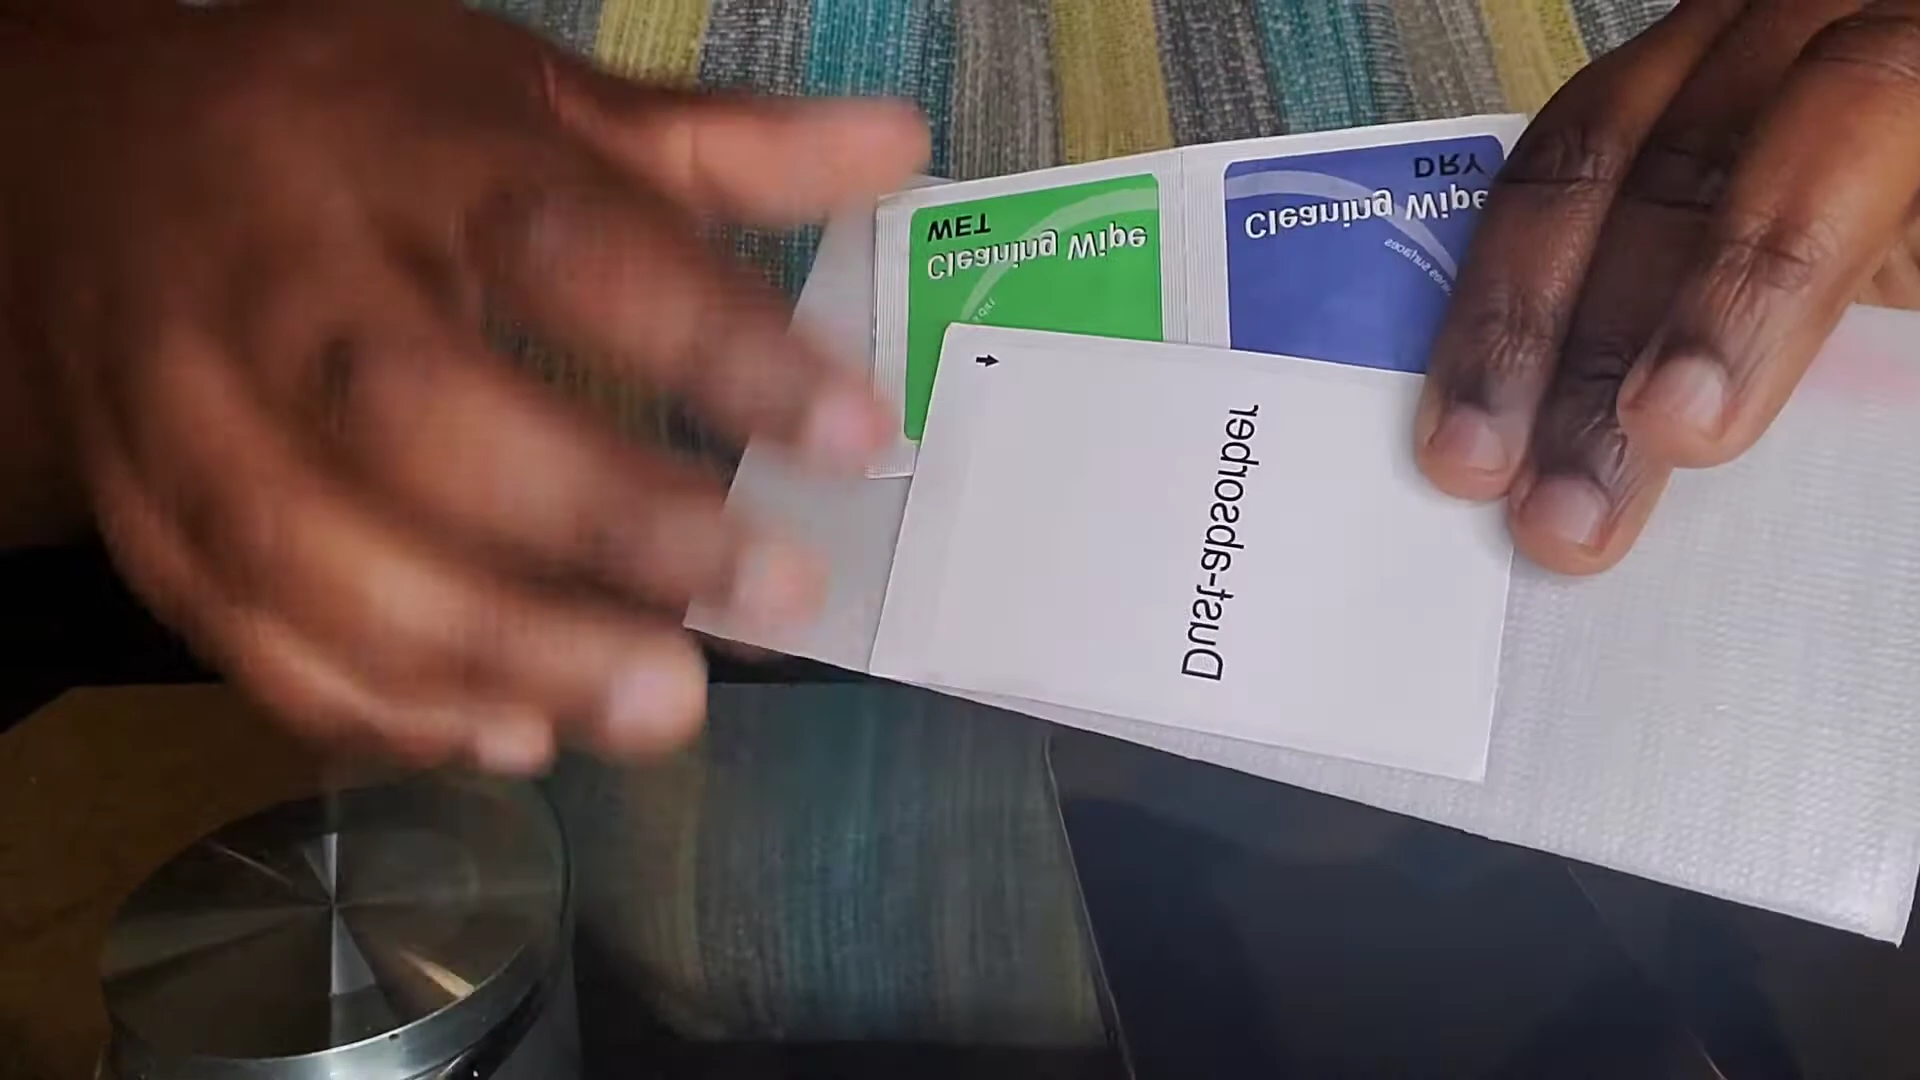 WET
Cleaning Wipe
DRY
Cleaning Wipe
Dust-absorber